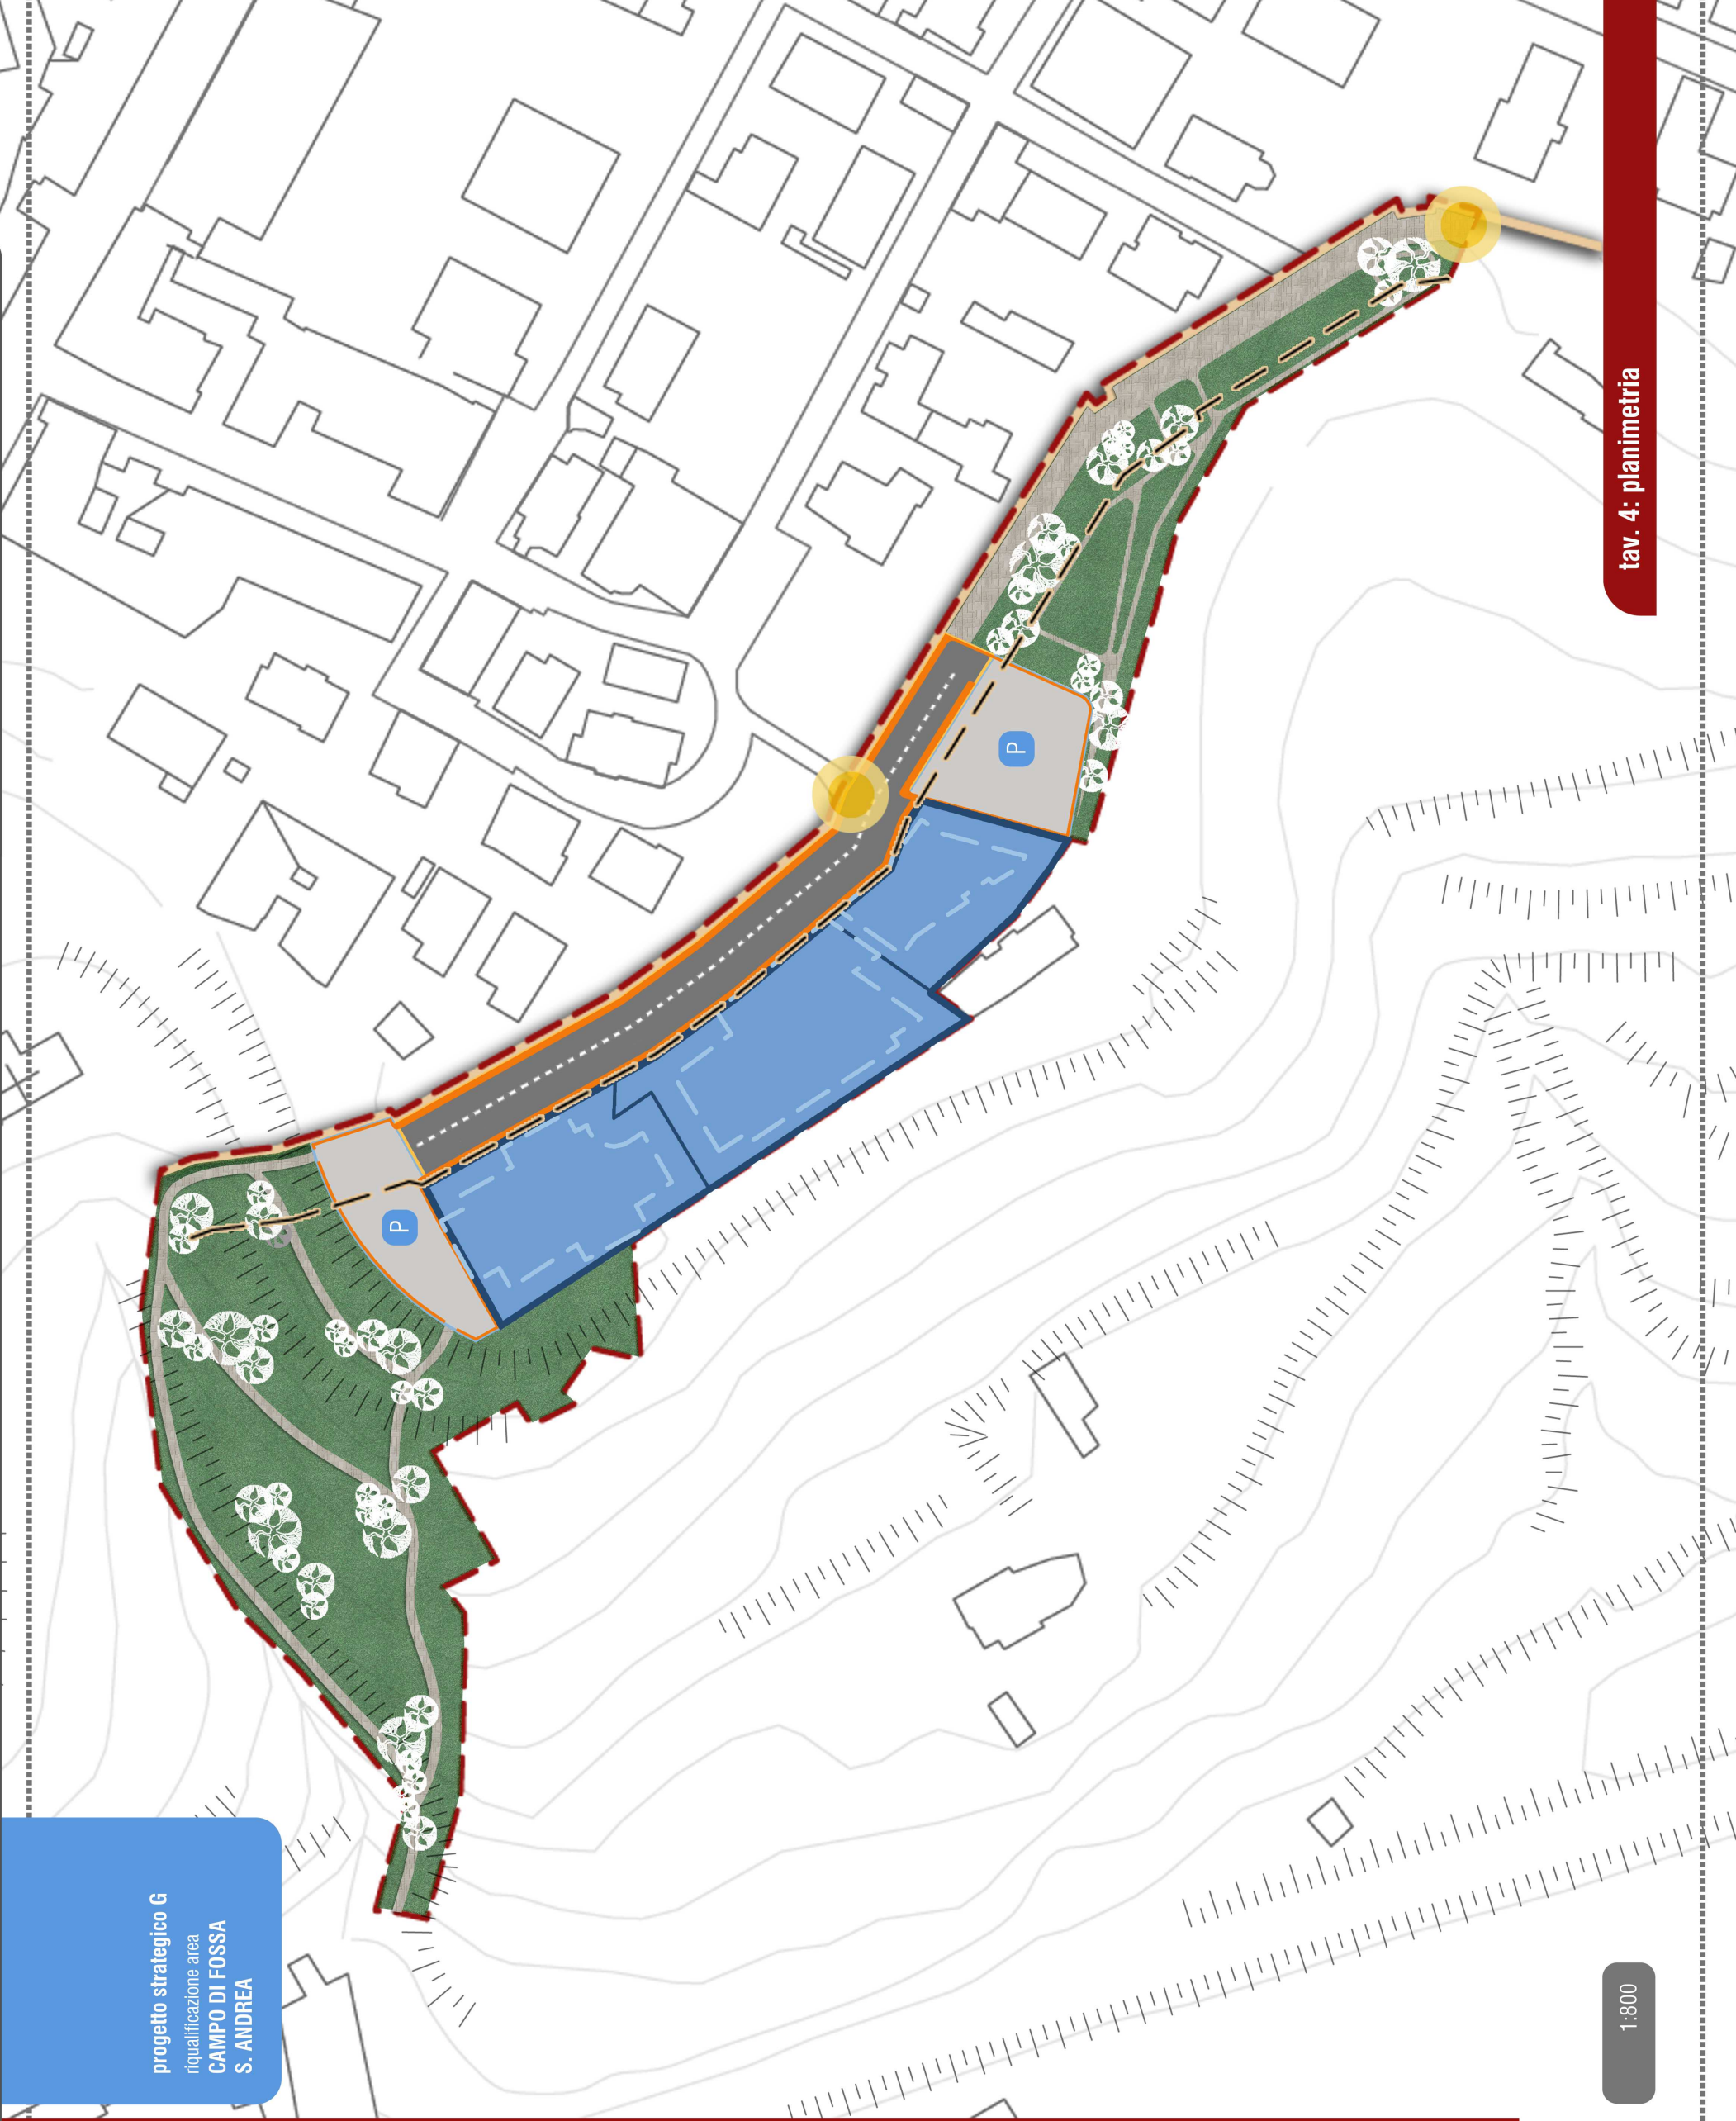 progetto strategico G
riqualificazione area
CAMPO DI FOSSA
S. ANDREA
P
P
tav. 4: planimetria
1:800